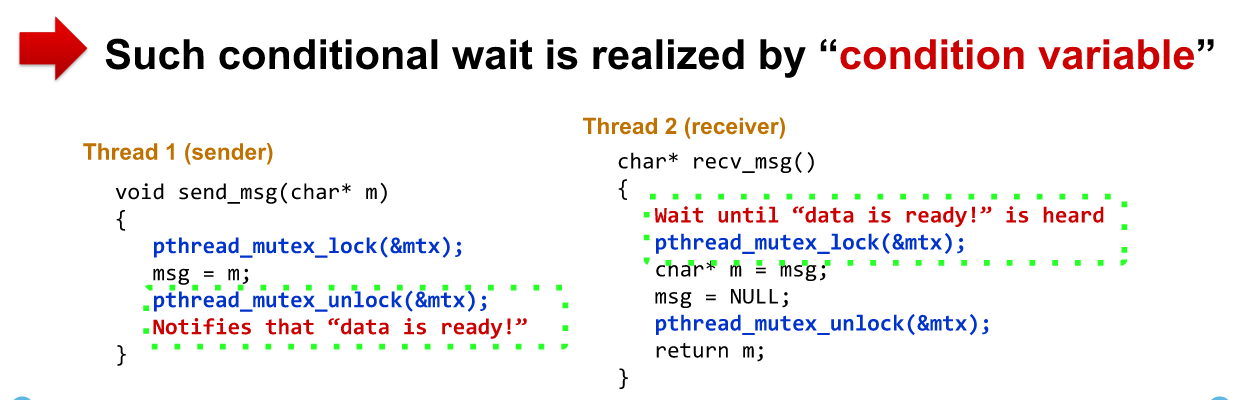 Such conditional wait is realized by “condition variable”
Thread 1 (sender)
void send_msg(char* m)
{
pthread_mutex_lock(&mtx);
msg = m;
pthread_mutex_unlock(&mtx);
Notifies that “data is ready!”
}
Thread 2 (receiver)
char* recv_msg()
{
Wait until “data is ready!” is heard
pthread_mutex_lock(&mtx);
char* m = msg;
msg = NULL;
pthread_mutex_unlock(&mtx);
return m;
}